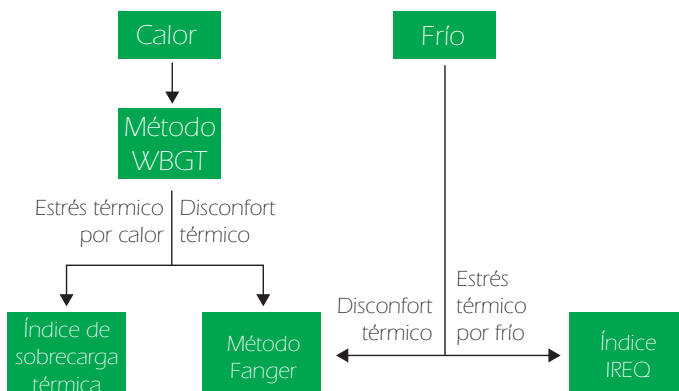 Calor
Frío
Método
WBGT
Estrés térmico
por calor
Disconfort
térmico
Disconfort
térmico
Estrés
térmico
por frío
Índice de
sobrecarga
térmica
Método
Fanger
Índice
IREQ